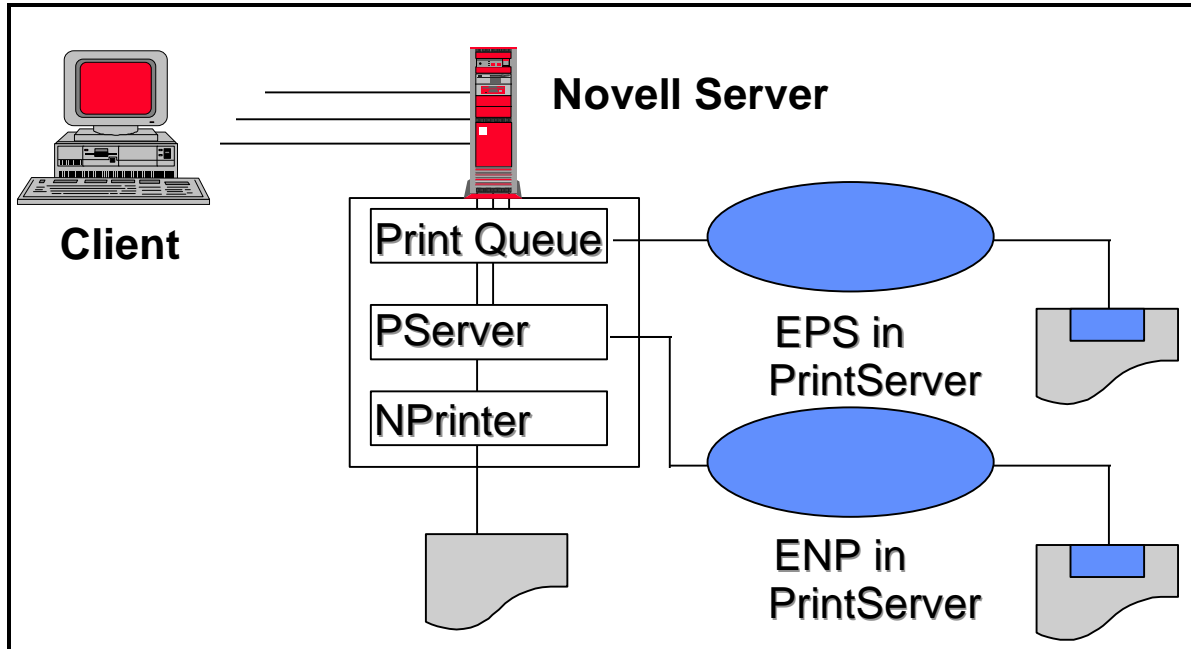 Novell Server
Client
Print Queue
PServer
NPrinter
EPS in
PrintServer
ENP in
PrintServer